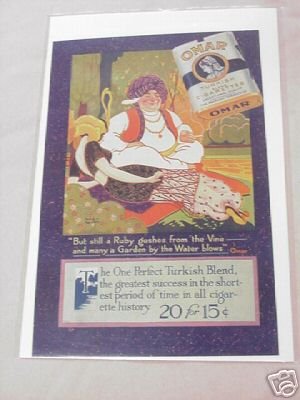 OMAR
TURKISH
CIGARETTES
OMAR
"But still a Ruby gushes from the Vine
and many a Garden by the Water blows"
Omar
The One Perfect Turkish Blend,
the greatest success in the short-
est period of time in all cigar-
ette history. 20 for 15¢
ebY